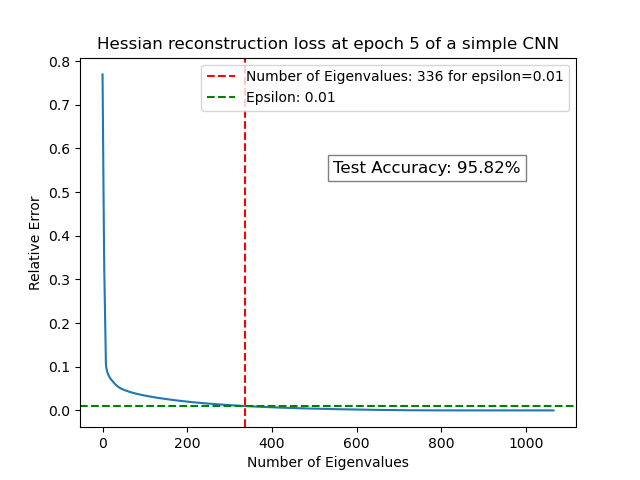 Hessian reconstruction loss at epoch 5 of a simple CNN
Number of Eigenvalues: 336 for epsilon=0.01
Epsilon: 0.01
Test Accuracy: 95.82%
Relative Error
0.8
0.7
0.6
0.5
0.4
0.3
0.2
0.1
0.0
0 200 400 600 800 1000
Number of Eigenvalues